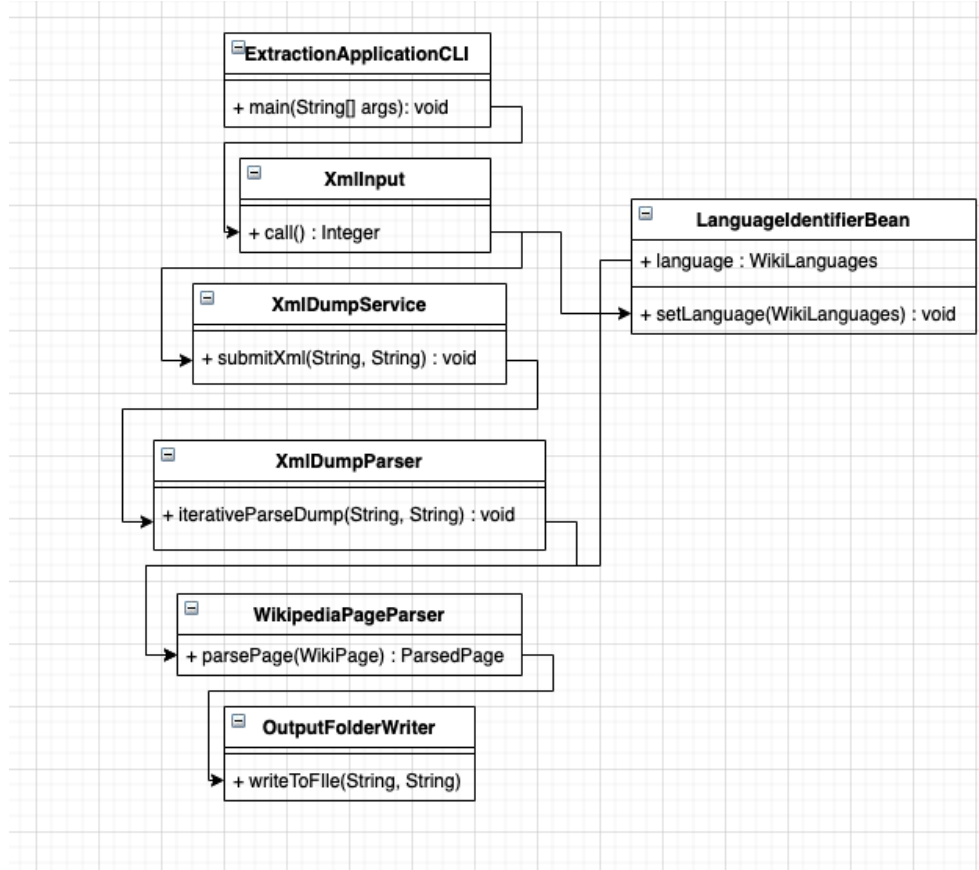 ExtractionApplicationCLI
+ main(String[] args): void
XmlInput
+ call() : Integer
LanguageIdentifierBean
+ language : WikiLanguages
+ setLanguage(WikiLanguages) : void
XmlDumpService
+ submitXml(String, String) : void
XmlDumpParser
+ iterativeParseDump(String, String) : void
WikipediaPageParser
+ parsePage(WikiPage) : ParsedPage
OutputFolderWriter
+ writeToFIle(String, String)